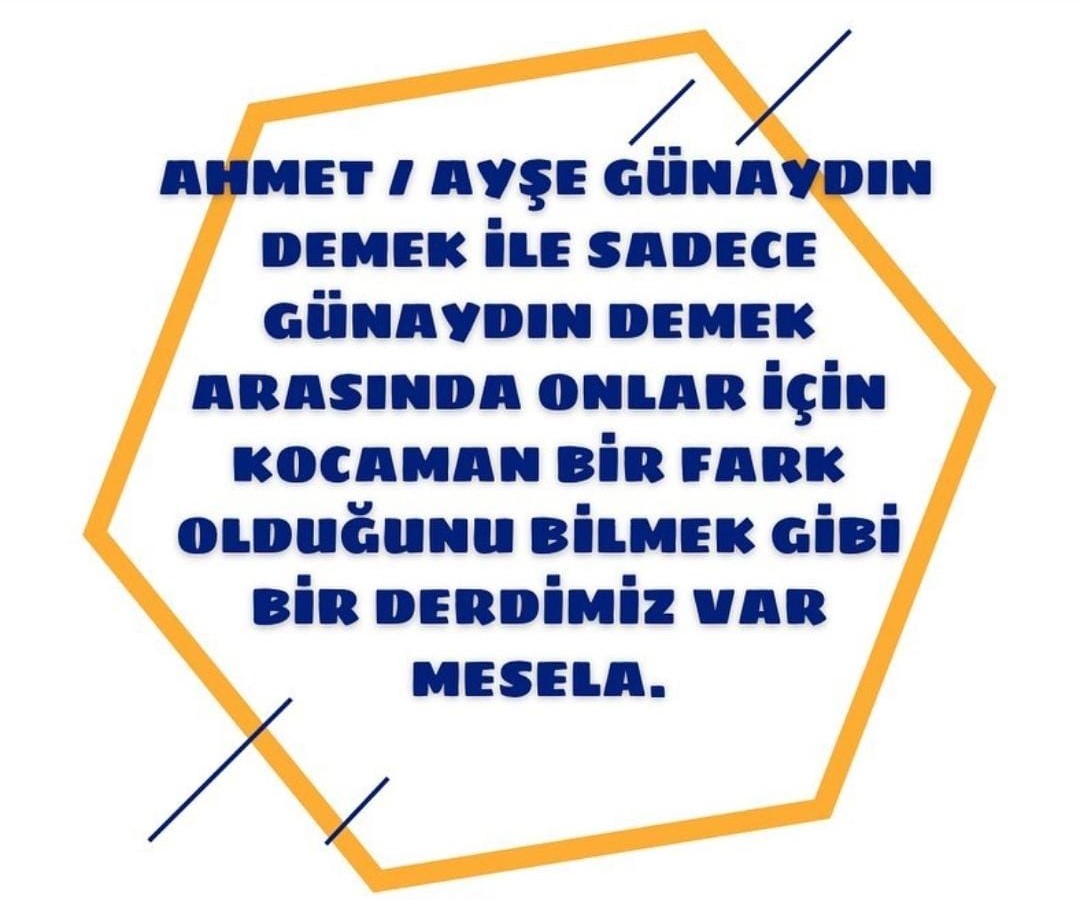 AHMET / AYŞE GÜNAYDIN
DEMEK İLE SADECE
GÜNAYDIN DEMEK
ARASINDA ONLAR İÇİN
KOCAMAN BİR FARK
OLDUĞUNU BİLMEK GİBİ
BİR DERDİMİZ VAR
MESELA.